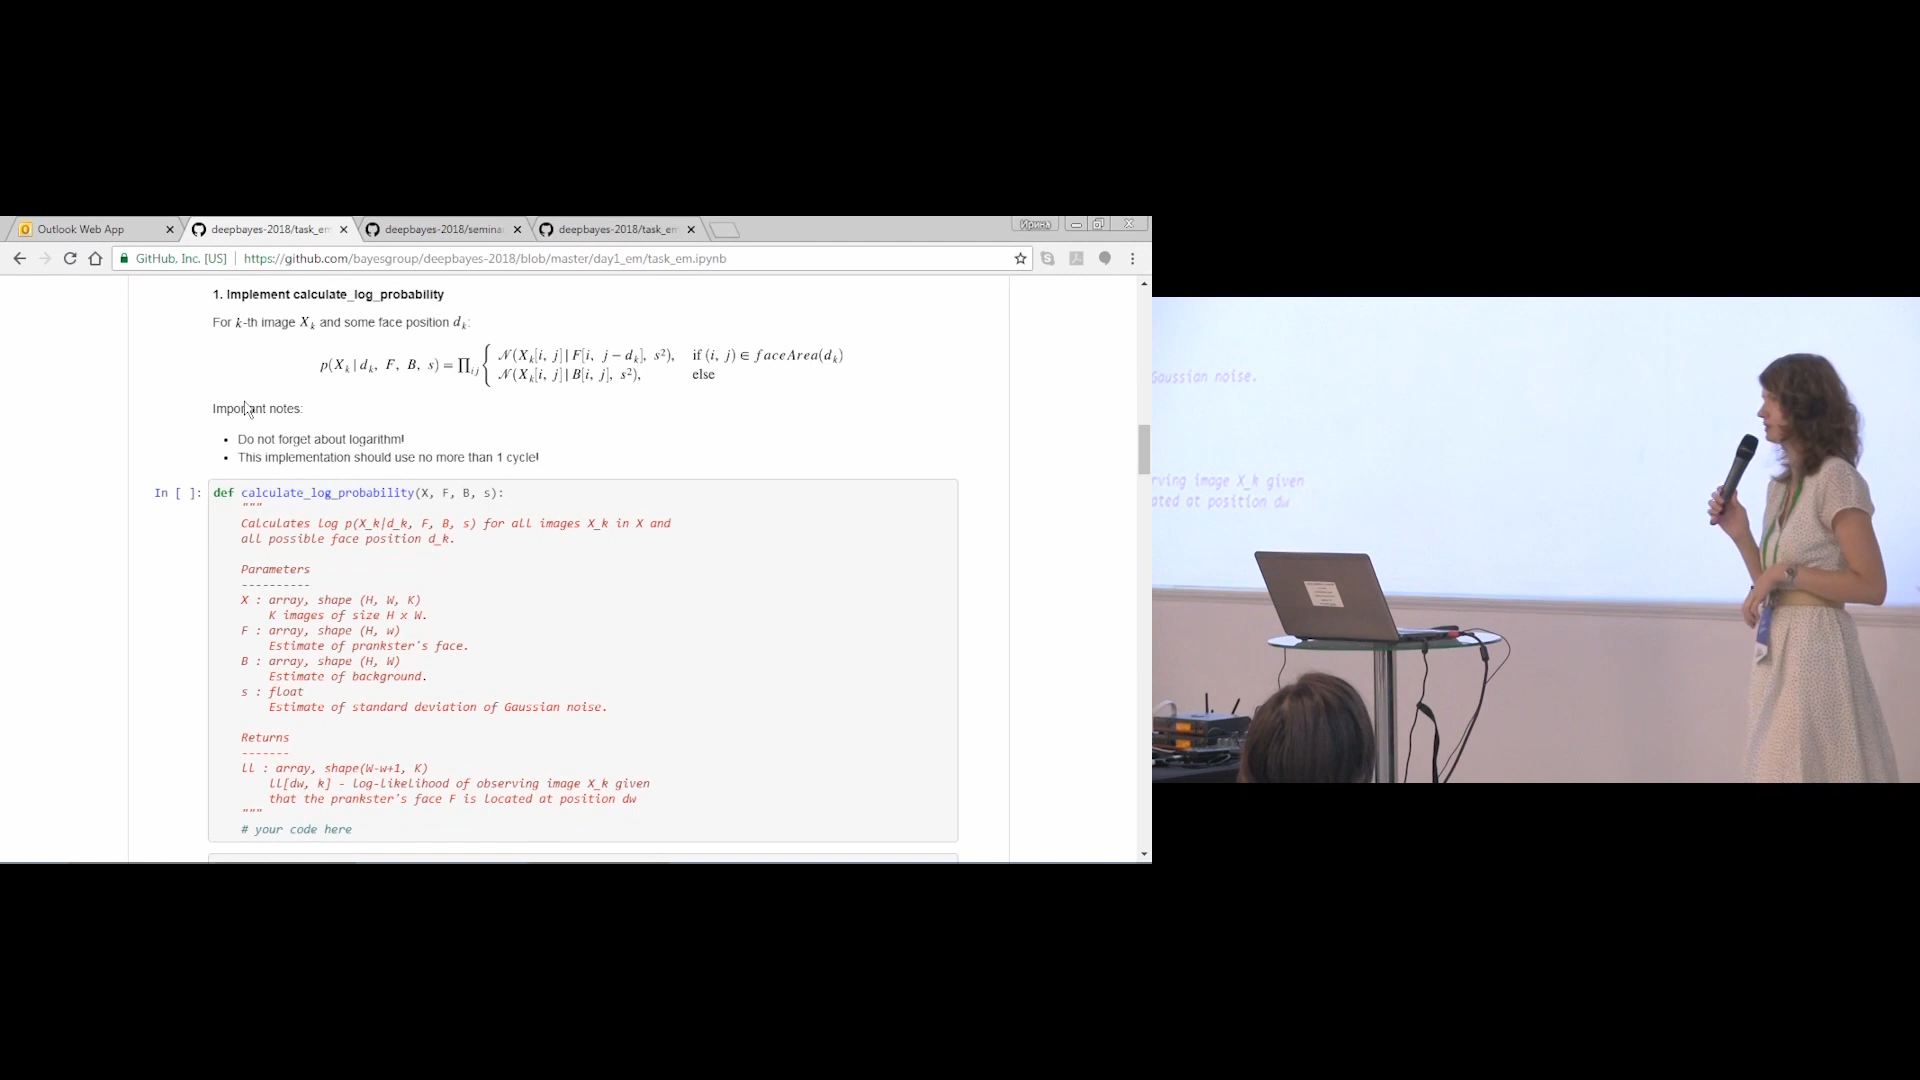 Outlook Web App
deepbayes-2018/task_em
deepbayes-2018/semina
deepbayes-2018/task_em
Ирина
GitHub, Inc. [US]
https://github.com/bayesgroup/deepbayes-2018/blob/master/day1_em/task_em.ipynb
1. Implement calculate_log_probability
For k-th image X_k and some face position d_k:
p(X_k | d_k, F, B, s) = ∏_ij { N(X_k[i, j] | F[i, j − d_k], s²), if (i, j) ∈ faceArea(d_k)
N(X_k[i, j] | B[i, j], s²), else
Important notes:
• Do not forget about logarithm!
• This implementation should use no more than 1 cycle!
In [ ]: def calculate_log_probability(X, F, B, s):
"""
Calculates log p(X_k|d_k, F, B, s) for all images X_k in X and
all possible face position d_k.
Parameters
----------
X : array, shape (H, W, K)
K images of size H x W.
F : array, shape (H, w)
Estimate of prankster's face.
B : array, shape (H, W)
Estimate of background.
s : float
Estimate of standard deviation of Gaussian noise.
Returns
-------
ll : array, shape(W-w+1, K)
ll[dw, k] - log-likelihood of observing image X_k given
that the prankster's face F is located at position dw
"""
# your code here
Gaussian noise.
rving image X_k given
ated at position dw